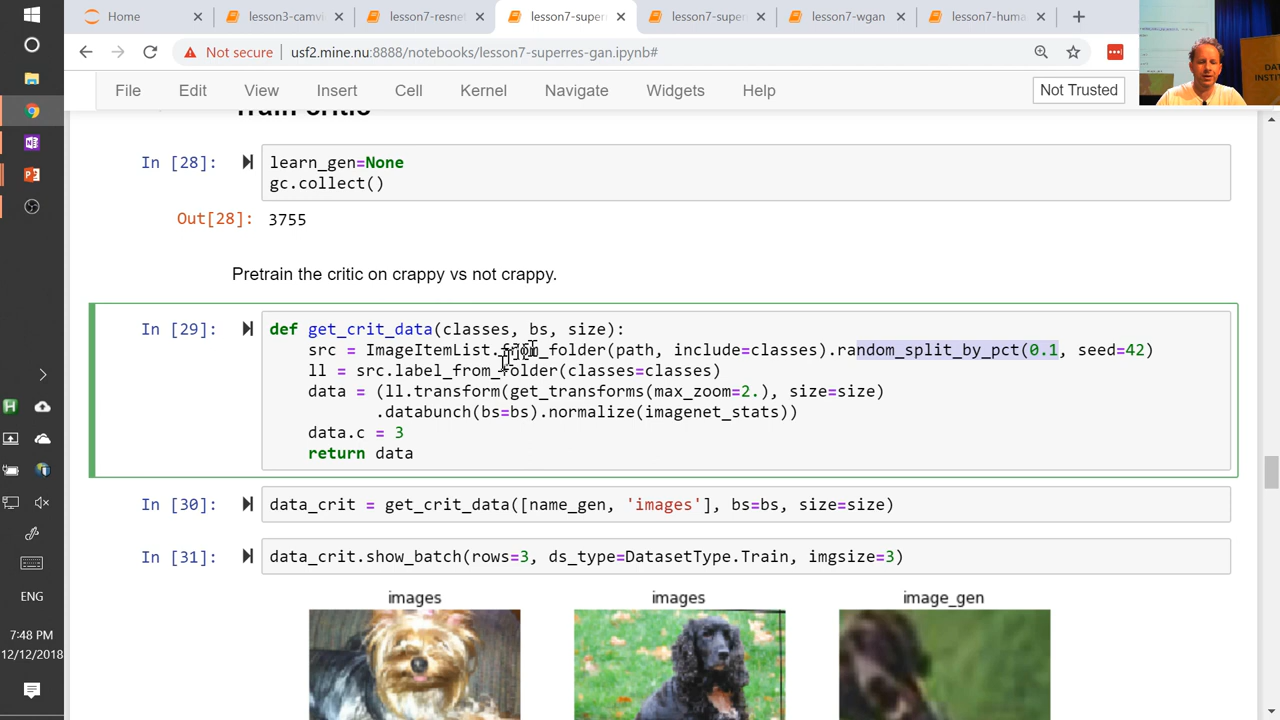 Home
lesson3-camvi
lesson7-resne
lesson7-super
lesson7-super
lesson7-wgan
lesson7-huma
Not secure usf2.mine.nu:8888/notebooks/lesson7-superres-gan.ipynb#
File Edit View Insert Cell Kernel Navigate Widgets Help Not Trusted
Train critic
In [28]: learn_gen=None
gc.collect()
Out[28]: 3755
Pretrain the critic on crappy vs not crappy.
In [29]: def get_crit_data(classes, bs, size):
src = ImageItemList.from_folder(path, include=classes).random_split_by_pct(0.1, seed=42)
ll = src.label_from_folder(classes=classes)
data = (ll.transform(get_transforms(max_zoom=2.), size=size)
.databunch(bs=bs).normalize(imagenet_stats))
data.c = 3
return data
In [30]: data_crit = get_crit_data([name_gen, 'images'], bs=bs, size=size)
In [31]: data_crit.show_batch(rows=3, ds_type=DatasetType.Train, imgsize=3)
images images image_gen
ENG
7:48 PM
12/12/2018